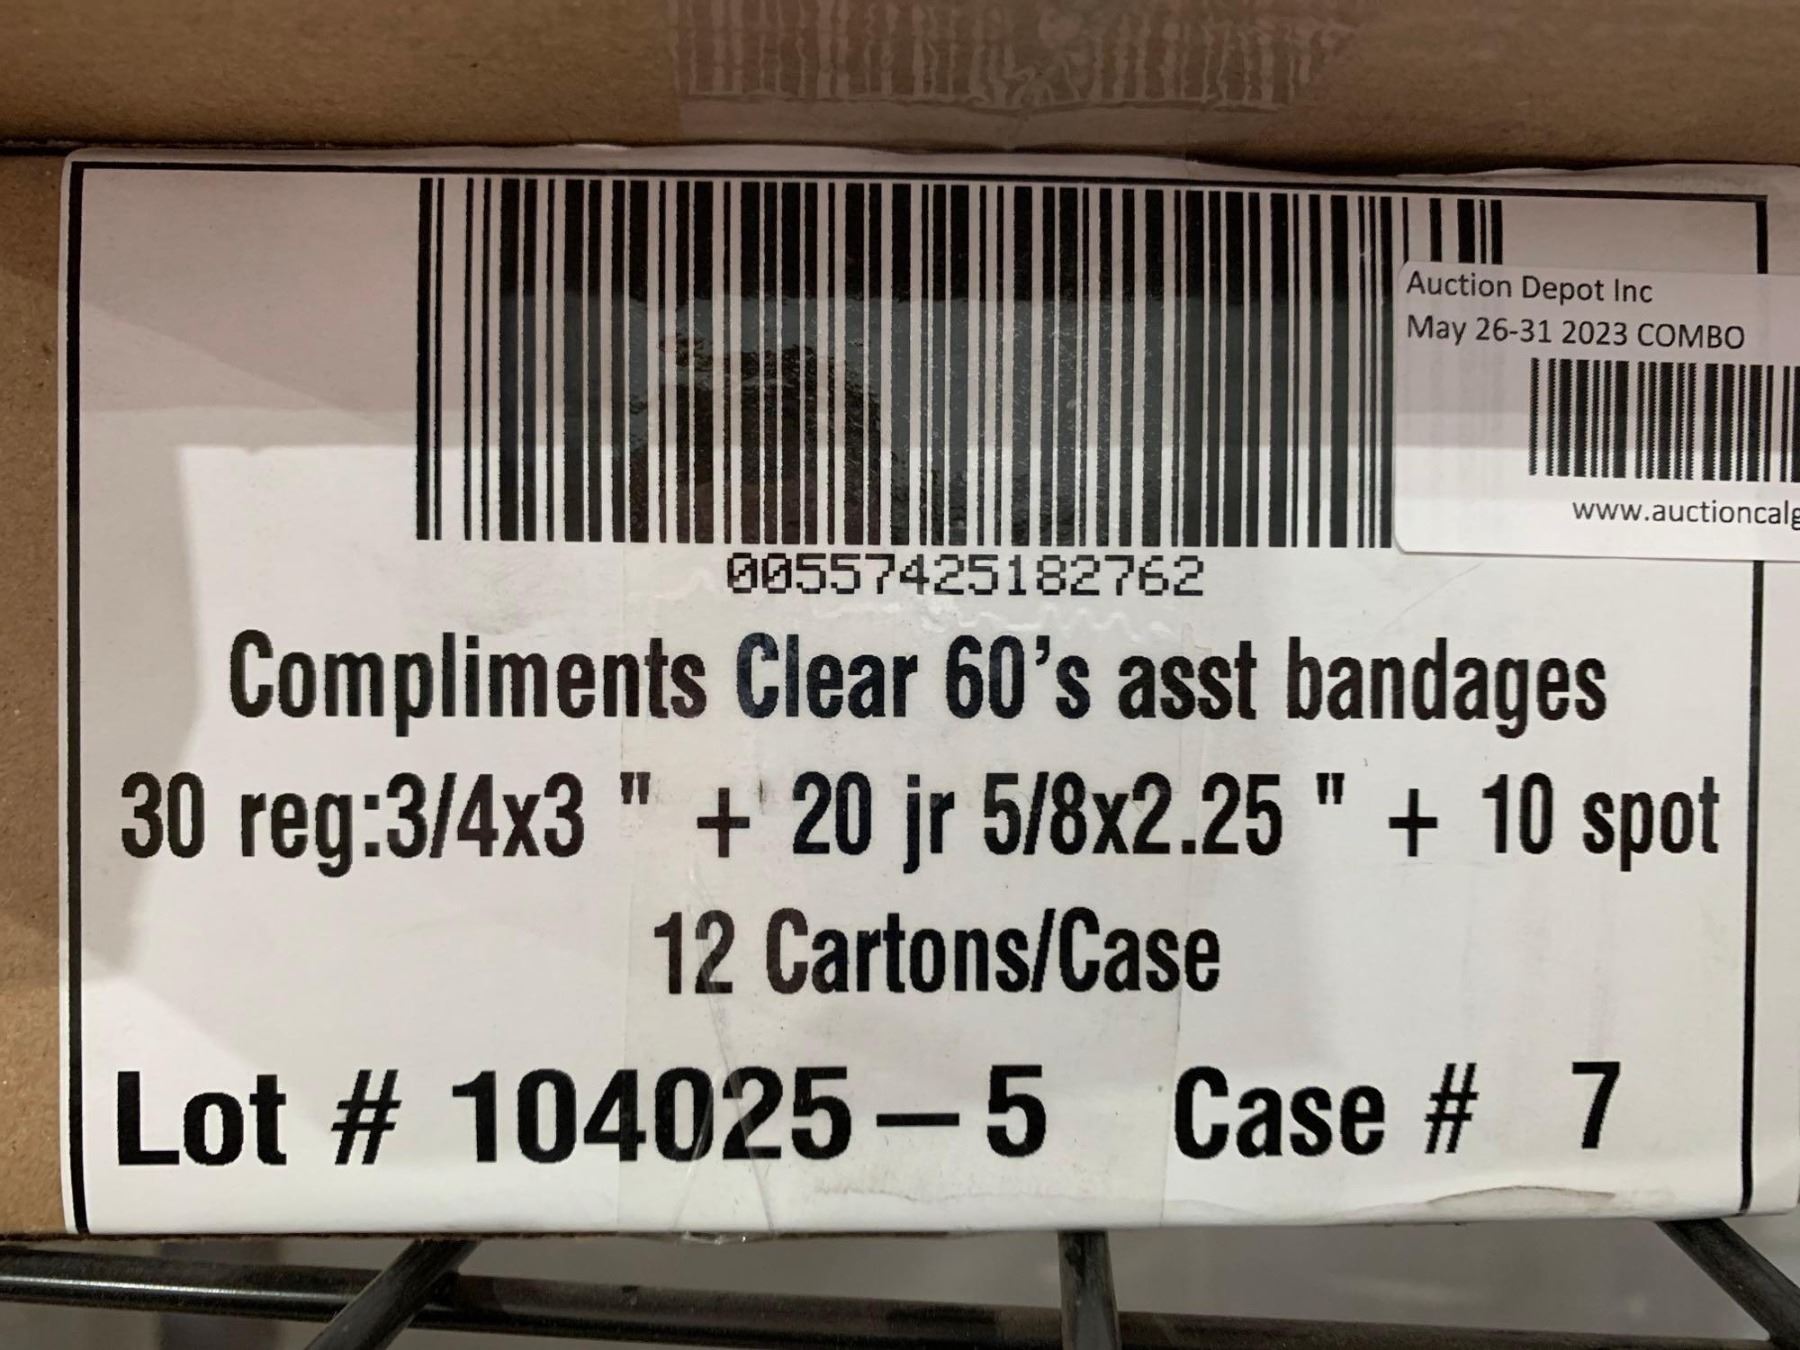 Auction Depot Inc
May 26-31 2023 COMBO
www.auctioncalg
00557425182762
Compliments Clear 60's asst bandages
30 reg:3/4x3 " + 20 jr 5/8x2.25 " + 10 spot
12 Cartons/Case
Lot # 104025 – 5 Case # 7